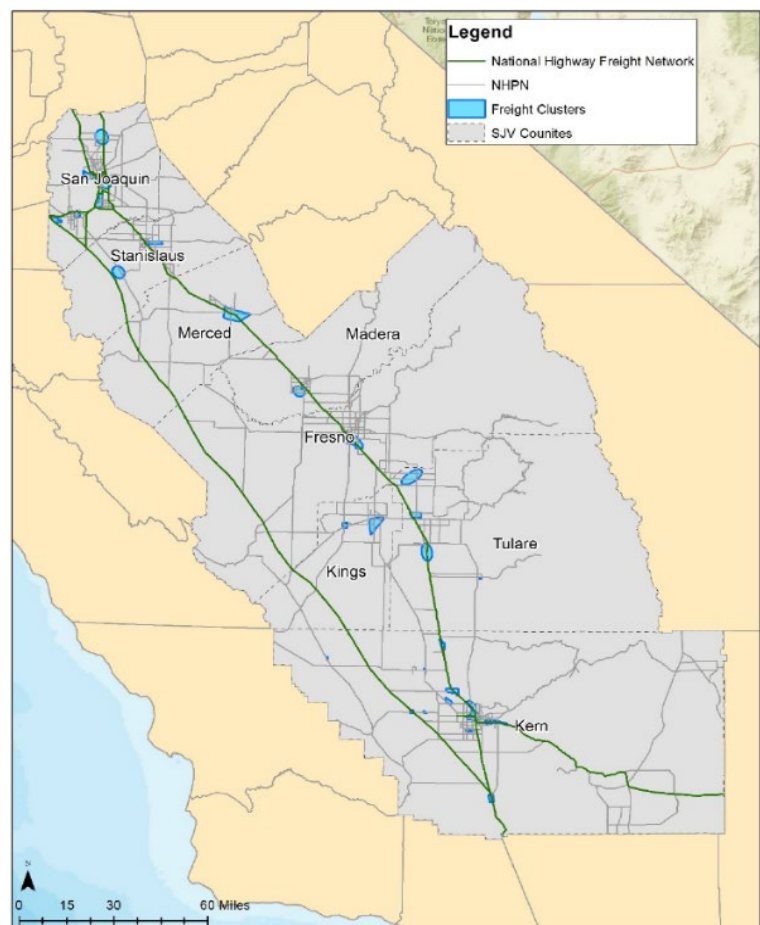 Legend
National Highway Freight Network
NHPN
Freight Clusters
SJV Counites
San Joaquin
Stanislaus
Merced
Madera
Fresno
Tulare
Kings
Kern
N
0 15 30 60 Miles